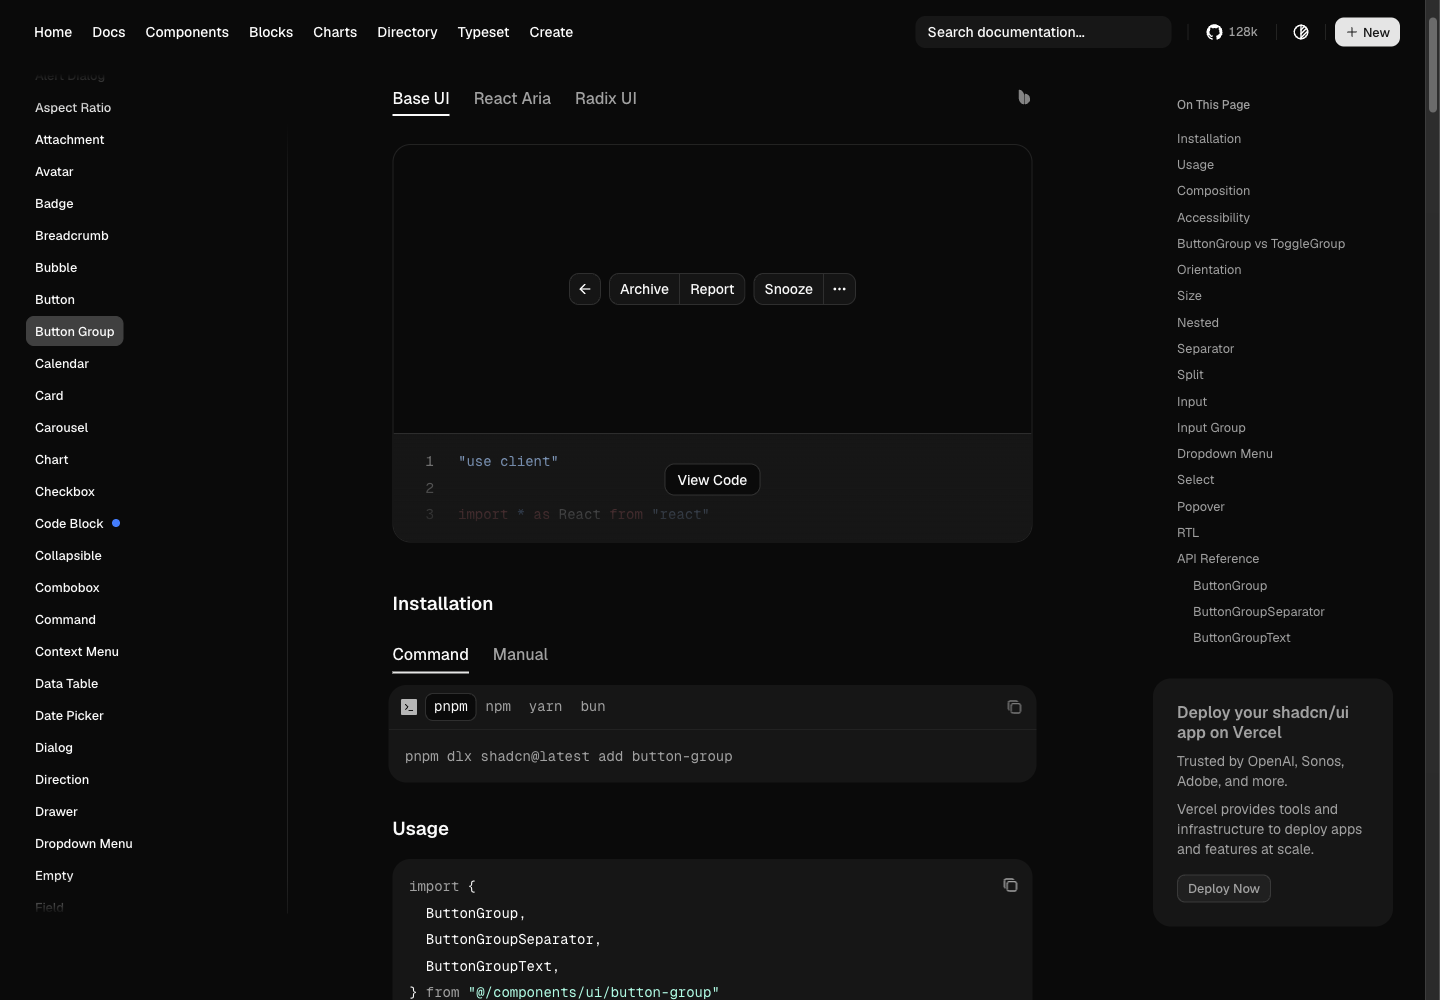 Home Docs Components Blocks Charts Directory Typeset Create
Search documentation...
128k
New
Alert Dialog
Aspect Ratio
Attachment
Avatar
Badge
Breadcrumb
Bubble
Button
Button Group
Calendar
Card
Carousel
Chart
Checkbox
Code Block
Collapsible
Combobox
Command
Context Menu
Data Table
Date Picker
Dialog
Direction
Drawer
Dropdown Menu
Empty
Field
Base UI React Aria Radix UI
Archive Report Snooze
1 "use client"
2
3 import * as React from "react"
View Code
Installation
Command Manual
pnpm npm yarn bun
pnpm dlx shadcn@latest add button-group
Usage
import {
ButtonGroup,
ButtonGroupSeparator,
ButtonGroupText,
} from "@/components/ui/button-group"
On This Page
Installation
Usage
Composition
Accessibility
ButtonGroup vs ToggleGroup
Orientation
Size
Nested
Separator
Split
Input
Input Group
Dropdown Menu
Select
Popover
RTL
API Reference
ButtonGroup
ButtonGroupSeparator
ButtonGroupText
Deploy your shadcn/ui
app on Vercel
Trusted by OpenAI, Sonos,
Adobe, and more.
Vercel provides tools and
infrastructure to deploy apps
and features at scale.
Deploy Now